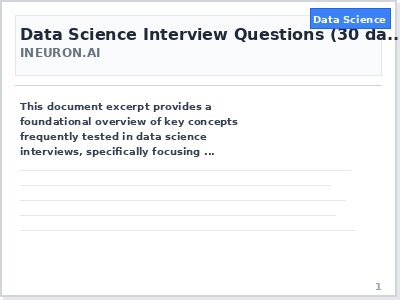 Data Science
Data Science Interview Questions (30 da...
INEURON.AI
This document excerpt provides a
foundational overview of key concepts
frequently tested in data science
interviews, specifically focusing ...
1